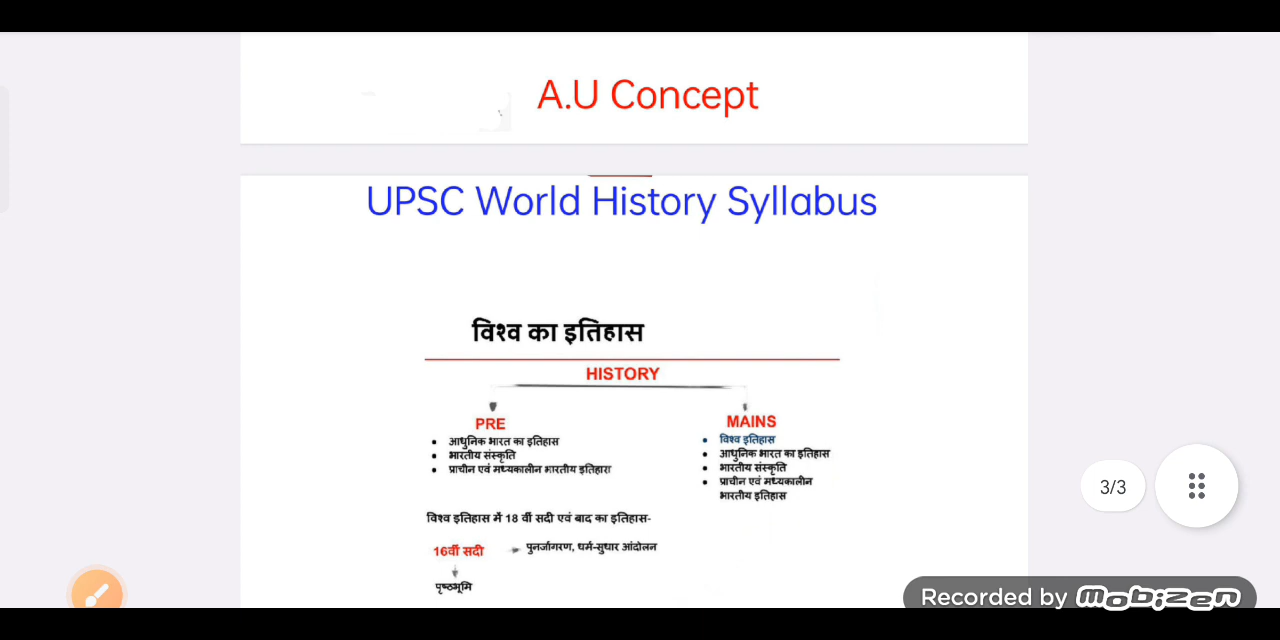 A.U Concept
UPSC World History Syllabus
विश्व का इतिहास
HISTORY
PRE
• आधुनिक भारत का इतिहास
• भारतीय संस्कृति
• प्राचीन एवं मध्यकालीन भारतीय इतिहास
MAINS
• विश्व इतिहास
• आधुनिक भारत का इतिहास
• भारतीय संस्कृति
• प्राचीन एवं मध्यकालीन
भारतीय इतिहास
विश्व इतिहास में 18 वीं सदी एवं बाद का इतिहास-
16वीं सदी → पुनर्जागरण, धर्म-सुधार आंदोलन
पृष्ठभूमि
3/3
Recorded by mobizen